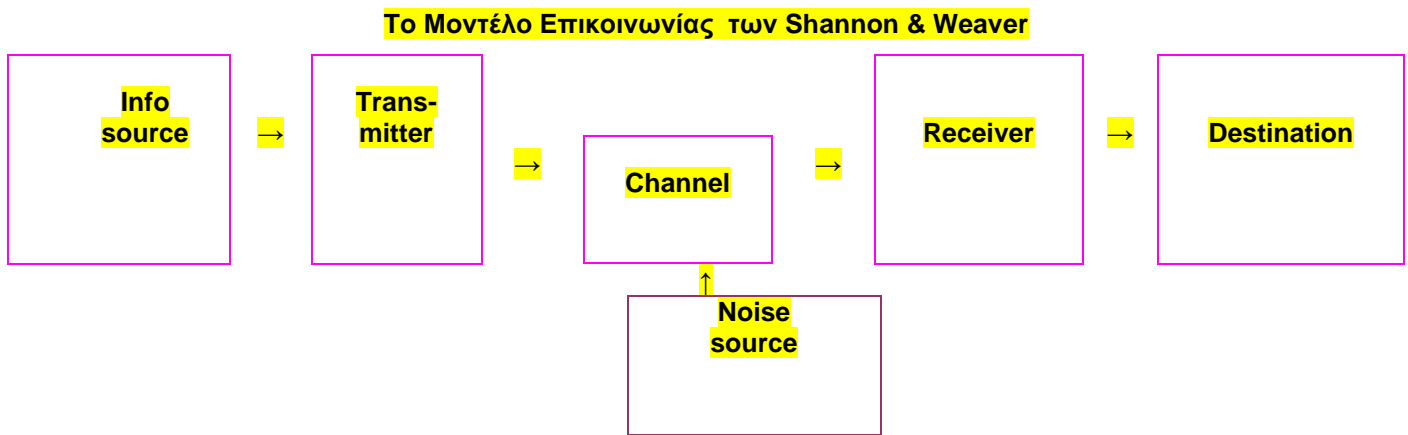 Το Μοντέλο Επικοινωνίας των Shannon & Weaver
Info
source
→
Trans-
mitter
→
Channel
→
Receiver
→
Destination
↑
Noise
source